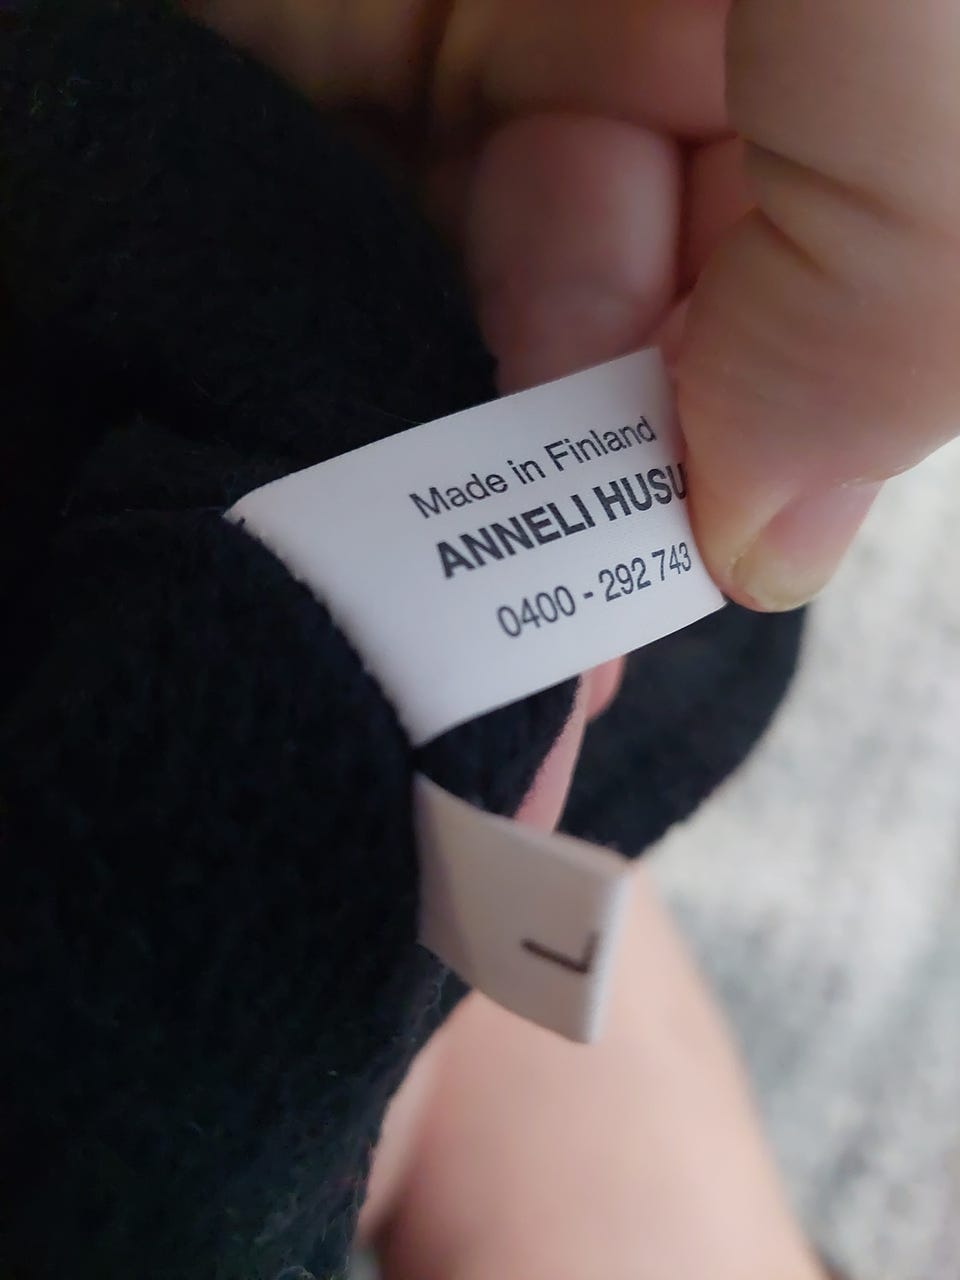 Made in Finland
ANNELI HUSU
0400 - 292 743
L